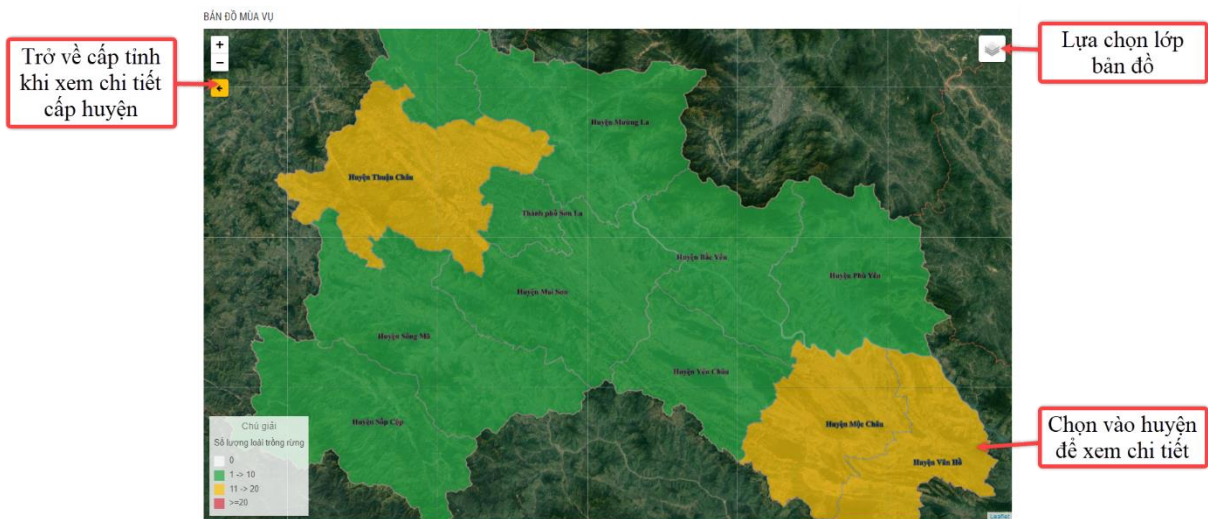 BẢN ĐỒ MÙA VỤ
Trở về cấp tỉnh
khi xem chi tiết
cấp huyện
+
−
Lựa chọn lớp
bản đồ
Huyện Mường La
Huyện Thuận Châu
Thành phố Sơn La
Huyện Bắc Yên
Huyện Phù Yên
Huyện Mai Sơn
Huyện Sông Mã
Huyện Yên Châu
Huyện Sốp Cộp
Huyện Mộc Châu
Huyện Vân Hồ
Chọn vào huyện
để xem chi tiết
Chú giải
Số lượng loài trồng rừng
0
1 -> 10
11 -> 20
>=20
Leaflet